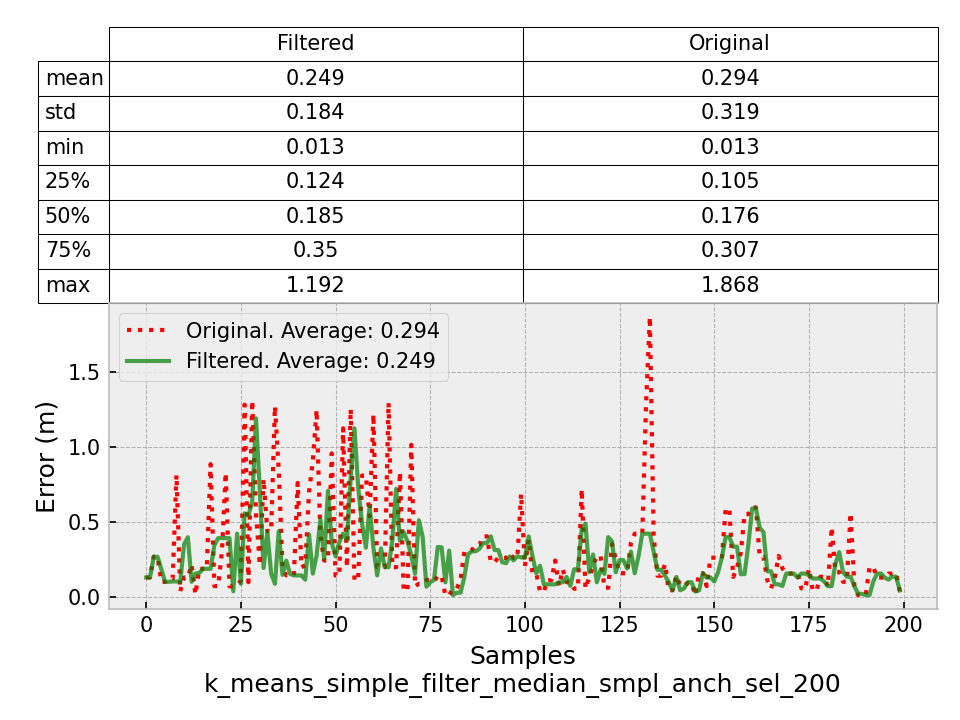 Filtered Original
mean 0.249 0.294
std 0.184 0.319
min 0.013 0.013
25% 0.124 0.105
50% 0.185 0.176
75% 0.35 0.307
max 1.192 1.868
Original. Average: 0.294
Filtered. Average: 0.249
Error (m)
1.5
1.0
0.5
0.0
0 25 50 75 100 125 150 175 200
Samples
k_means_simple_filter_median_smpl_anch_sel_200